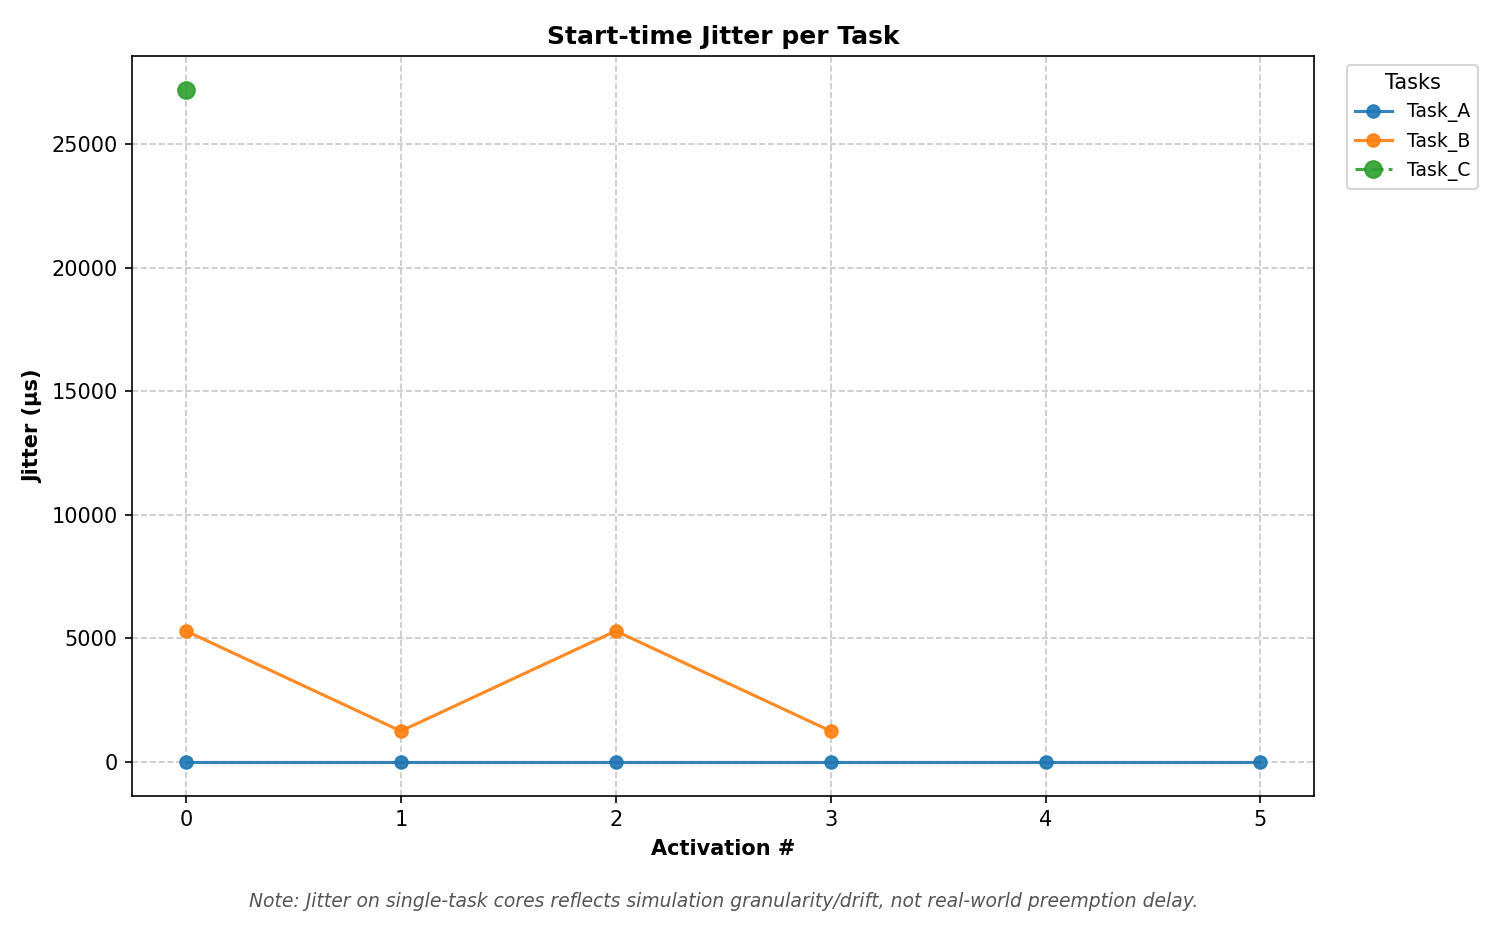 Start-time Jitter per Task
Tasks
Task_A
Task_B
Task_C
25000
20000
15000
10000
5000
0
Jitter (µs)
0 1 2 3 4 5
Activation #
Note: Jitter on single-task cores reflects simulation granularity/drift, not real-world preemption delay.